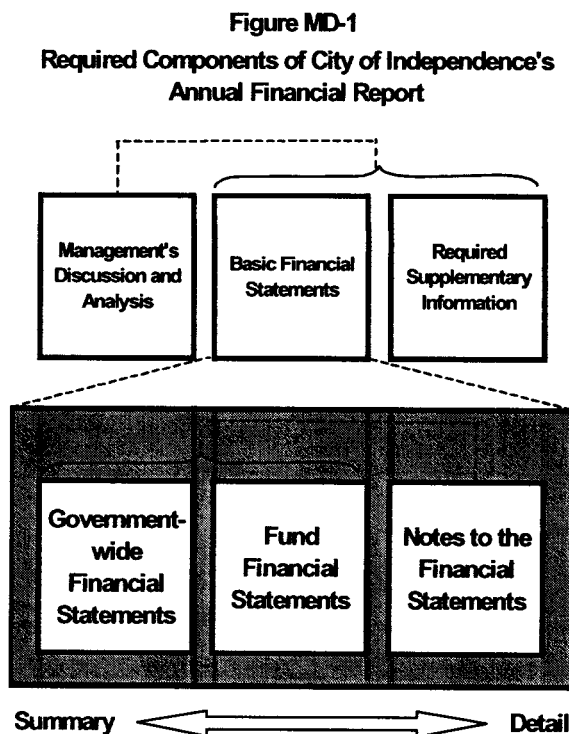 Figure MD-1
Required Components of City of Independence's
Annual Financial Report
Management's
Discussion and
Analysis
Basic Financial
Statements
Required
Supplementary
Information
Government-
wide
Financial
Statements
Fund
Financial
Statements
Notes to the
Financial
Statements
Summary
Detail